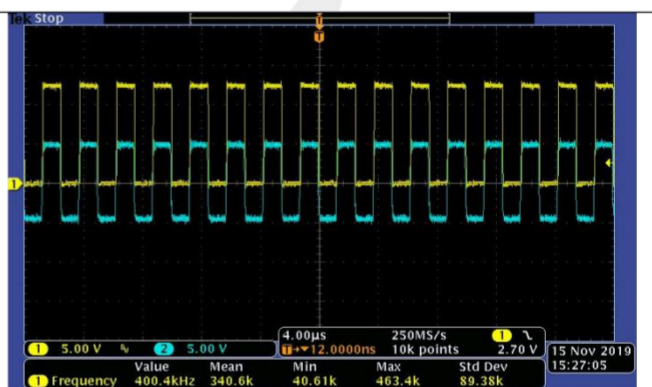 Tek Stop
T
T
1
1 5.00 V 2 5.00 V
4.00µs 250MS/s 1
T→▼12.0000ns 10k points 2.70 V
15 Nov 2019
15:27:05
Value Mean Min Max Std Dev
1 Frequency 400.4kHz 340.6k 40.61k 463.4k 89.38k